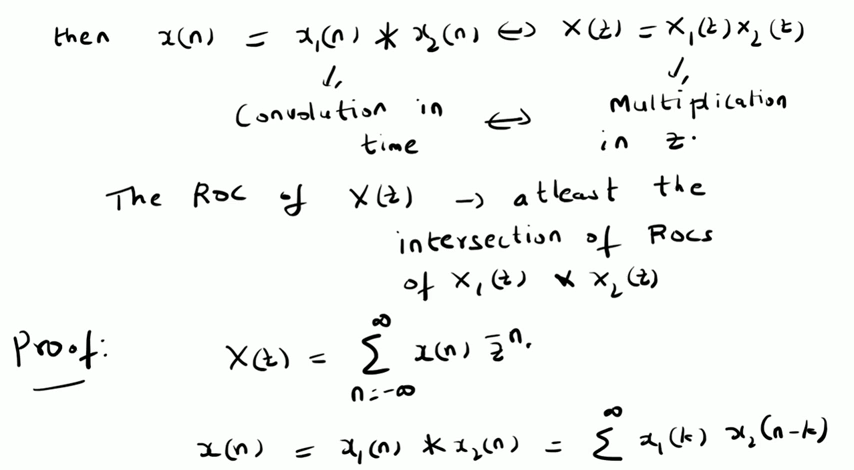 then x(n) = x₁(n) * x₂(n) ⇔ X(z) = X₁(z) X₂(z)
↓ ↓
Convolution in time ⇔ Multiplication in z.
The ROC of X(z) → atleast the
intersection of ROCs
of X₁(z) & X₂(z)
Proof: X(z) = ∑_{n=-∞}^{∞} x(n) z^{-n}.
x(n) = x₁(n) * x₂(n) = ∑^{∞} x₁(k) x₂(n-k)